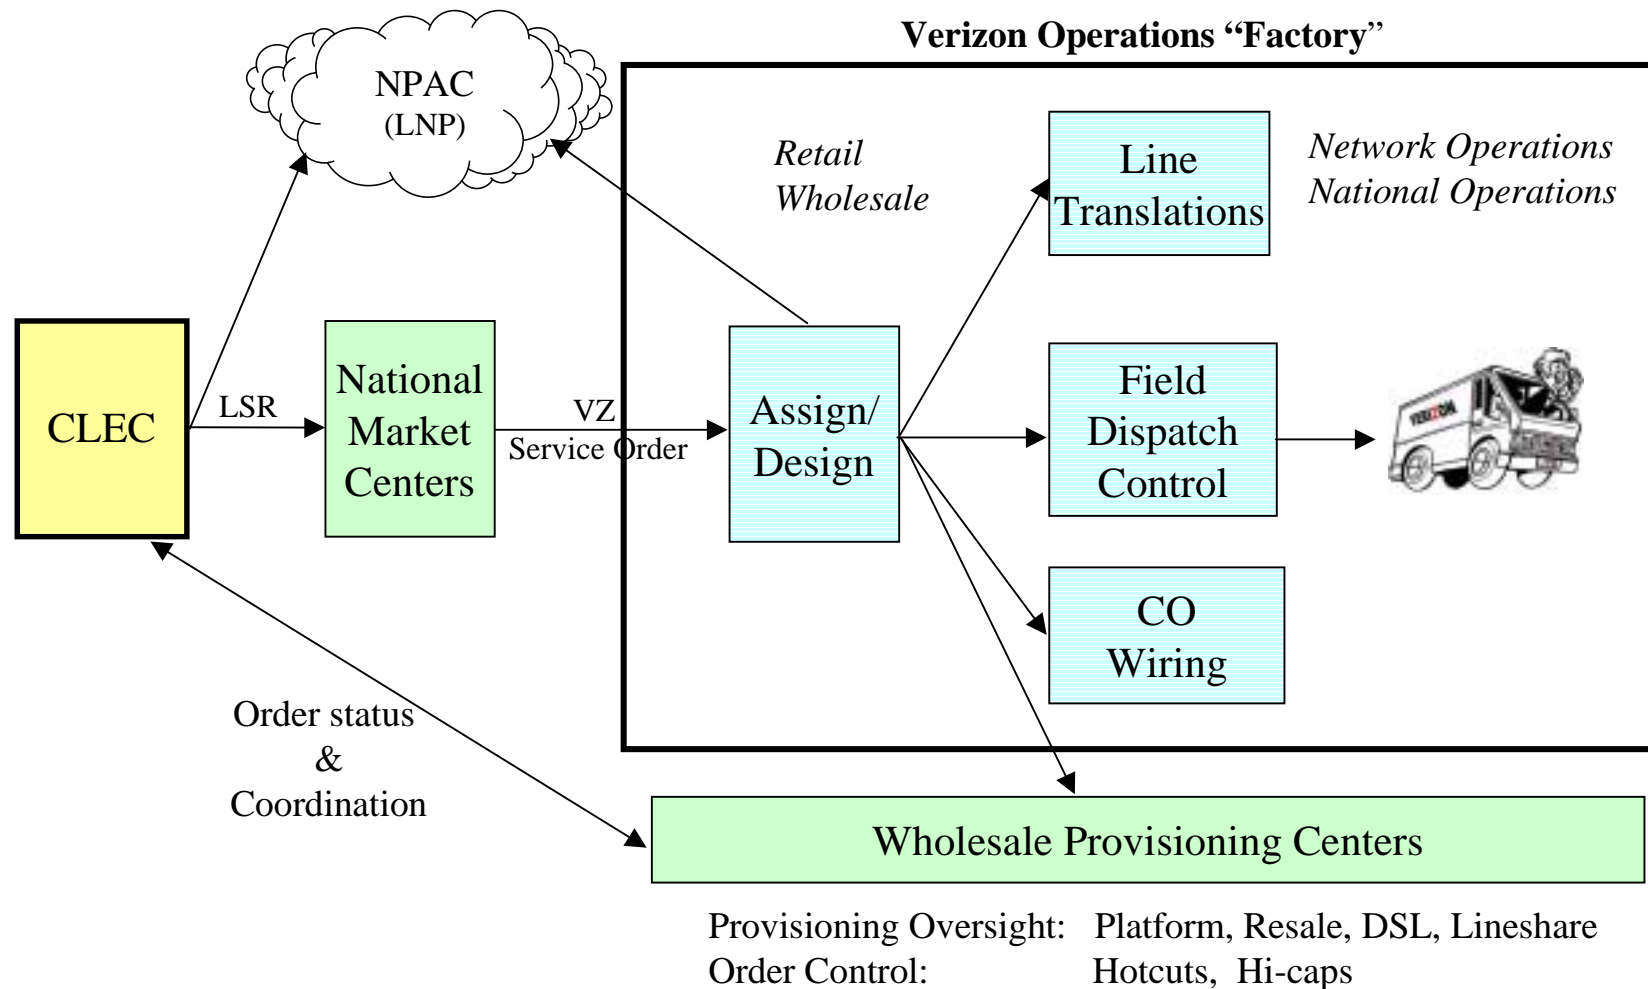 Verizon Operations “Factory”
NPAC
(LNP)
Retail
Wholesale
Line
Translations
Network Operations
National Operations
CLEC
LSR
National
Market
Centers
VZ
Service Order
Assign/
Design
Field
Dispatch
Control
VERIZON
CO
Wiring
Order status
&
Coordination
Wholesale Provisioning Centers
Provisioning Oversight: Platform, Resale, DSL, Lineshare
Order Control: Hotcuts, Hi-caps